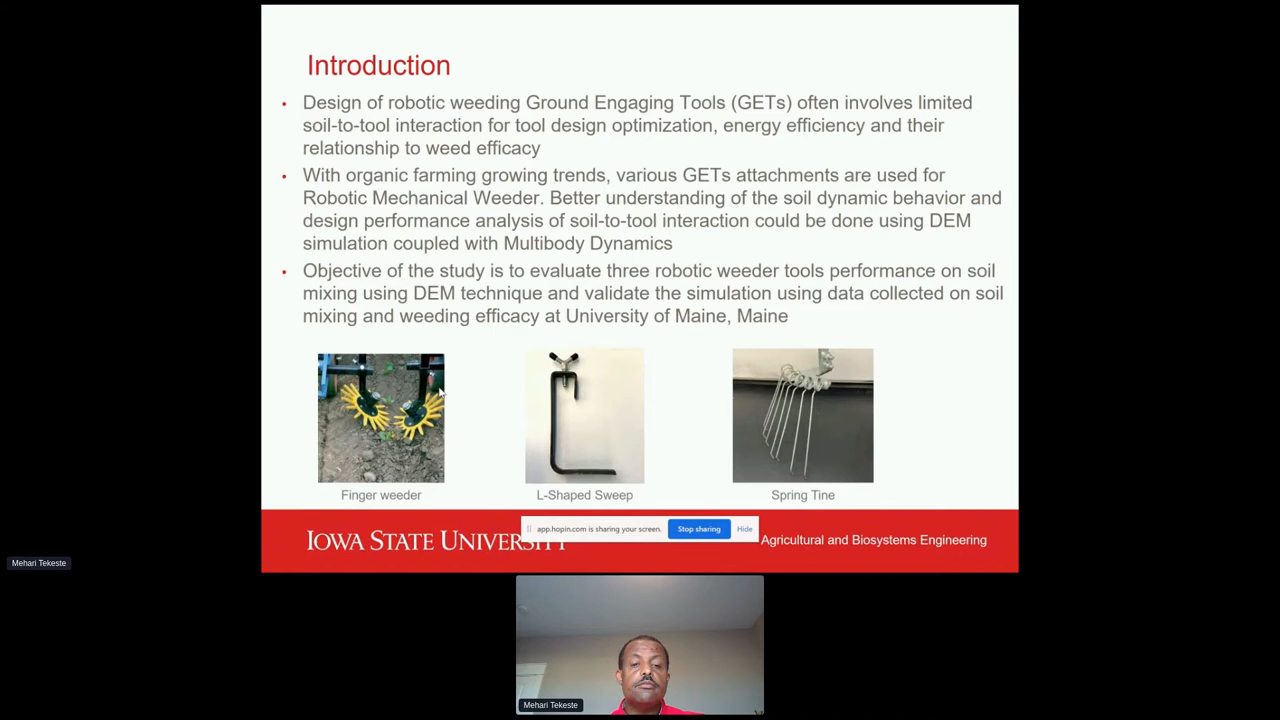 Introduction
• Design of robotic weeding Ground Engaging Tools (GETs) often involves limited
soil-to-tool interaction for tool design optimization, energy efficiency and their
relationship to weed efficacy
• With organic farming growing trends, various GETs attachments are used for
Robotic Mechanical Weeder. Better understanding of the soil dynamic behavior and
design performance analysis of soil-to-tool interaction could be done using DEM
simulation coupled with Multibody Dynamics
• Objective of the study is to evaluate three robotic weeder tools performance on soil
mixing using DEM technique and validate the simulation using data collected on soil
mixing and weeding efficacy at University of Maine, Maine
Finger weeder
L-Shaped Sweep
Spring Tine
app.hopin.com is sharing your screen.
Stop sharing
Hide
IOWA STATE UNIVERSITY
Agricultural and Biosystems Engineering
Mehari Tekeste
Mehari Tekeste